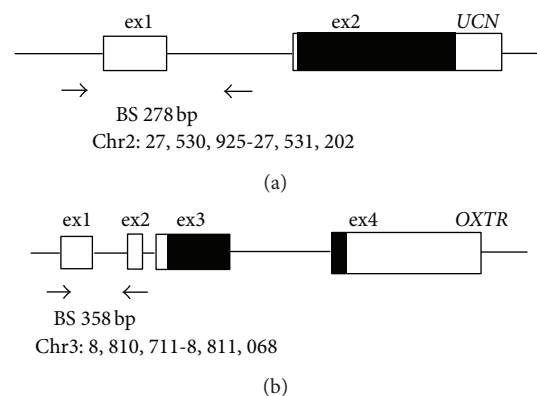 ex1 ex2 UCN
BS 278 bp
Chr2: 27, 530, 925-27, 531, 202
(a)
ex1 ex2 ex3 ex4 OXTR
BS 358 bp
Chr3: 8, 810, 711-8, 811, 068
(b)